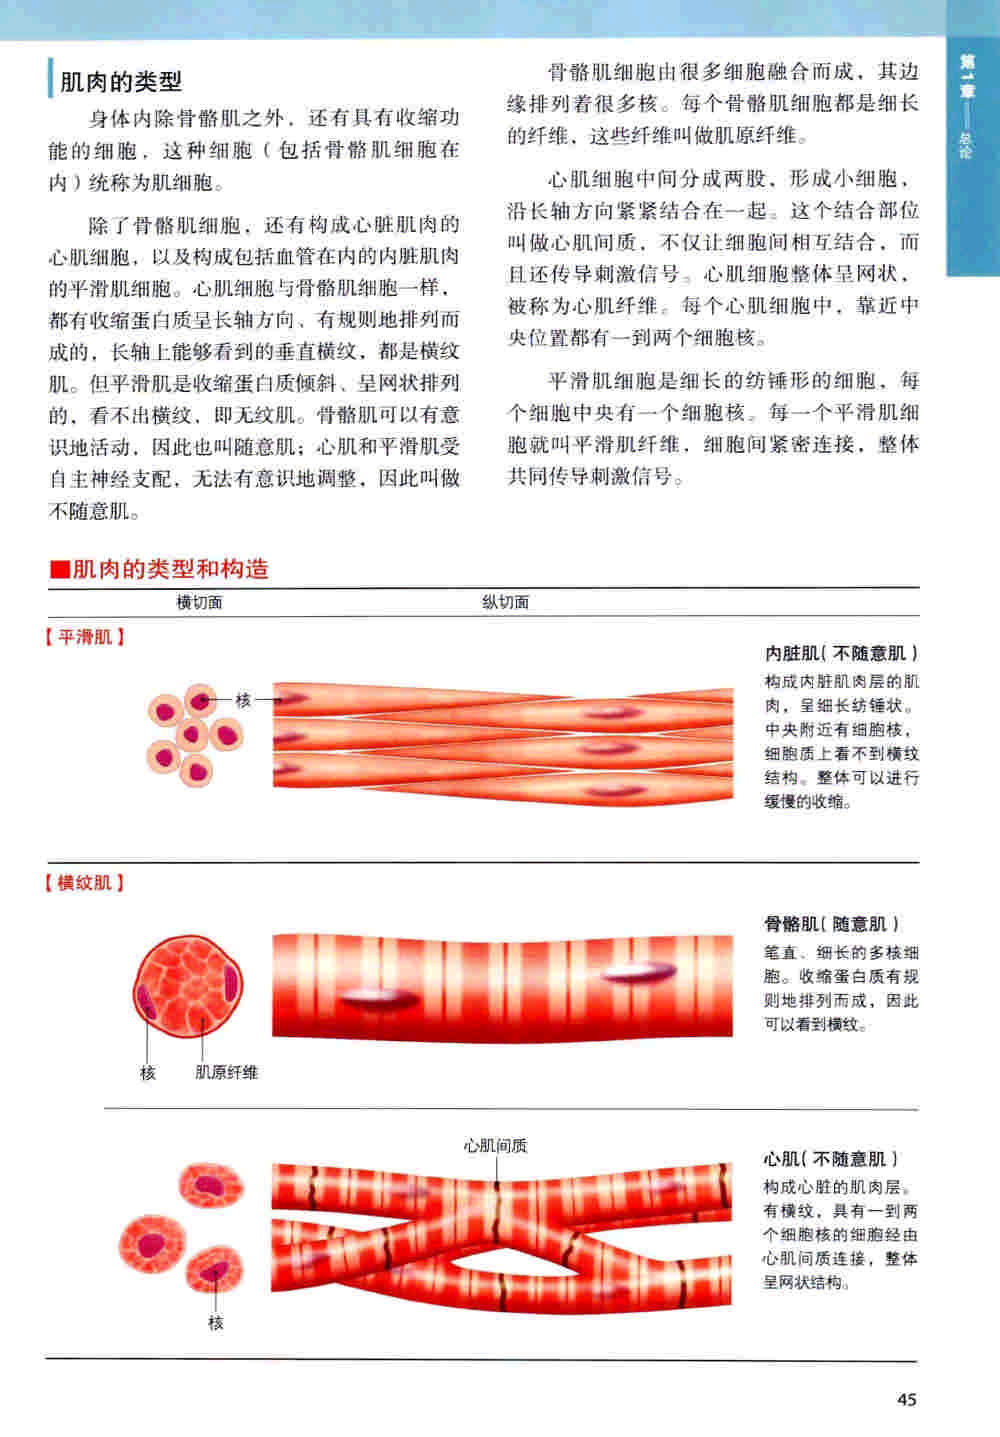 第1章——总论
肌肉的类型
身体内除骨骼肌之外，还有具有收缩功
能的细胞，这种细胞（包括骨骼肌细胞在
内）统称为肌细胞。
除了骨骼肌细胞，还有构成心脏肌肉的
心肌细胞，以及构成包括血管在内的内脏肌肉
的平滑肌细胞。心肌细胞与骨骼肌细胞一样，
都有收缩蛋白质呈长轴方向、有规则地排列而
成的，长轴上能够看到的垂直横纹，都是横纹
肌。但平滑肌是收缩蛋白质倾斜、呈网状排列
的，看不出横纹，即无纹肌。骨骼肌可以有意
识地活动，因此也叫随意肌；心肌和平滑肌受
自主神经支配，无法有意识地调整，因此叫做
不随意肌。
骨骼肌细胞由很多细胞融合而成，其边
缘排列着很多核。每个骨骼肌细胞都是细长
的纤维，这些纤维叫做肌原纤维。
心肌细胞中间分成两股，形成小细胞，
沿长轴方向紧紧结合在一起。这个结合部位
叫做心肌间质，不仅让细胞间相互结合，而
且还传导刺激信号。心肌细胞整体呈网状，
被称为心肌纤维。每个心肌细胞中，靠近中
央位置都有一到两个细胞核。
平滑肌细胞是细长的纺锤形的细胞，每
个细胞中央有一个细胞核。每一个平滑肌细
胞就叫平滑肌纤维，细胞间紧密连接，整体
共同传导刺激信号。
■肌肉的类型和构造
横切面 纵切面
【平滑肌】
核
内脏肌（不随意肌）
构成内脏肌肉层的肌
肉，呈细长纺锤状。
中央附近有细胞核，
细胞质上看不到横纹
结构。整体可以进行
缓慢的收缩。
【横纹肌】
核 肌原纤维
骨骼肌（随意肌）
笔直、细长的多核细
胞。收缩蛋白质有规
则地排列而成，因此
可以看到横纹。
心肌间质
核
心肌（不随意肌）
构成心脏的肌肉层。
有横纹，具有一到两
个细胞核的细胞经由
心肌间质连接，整体
呈网状结构。
45